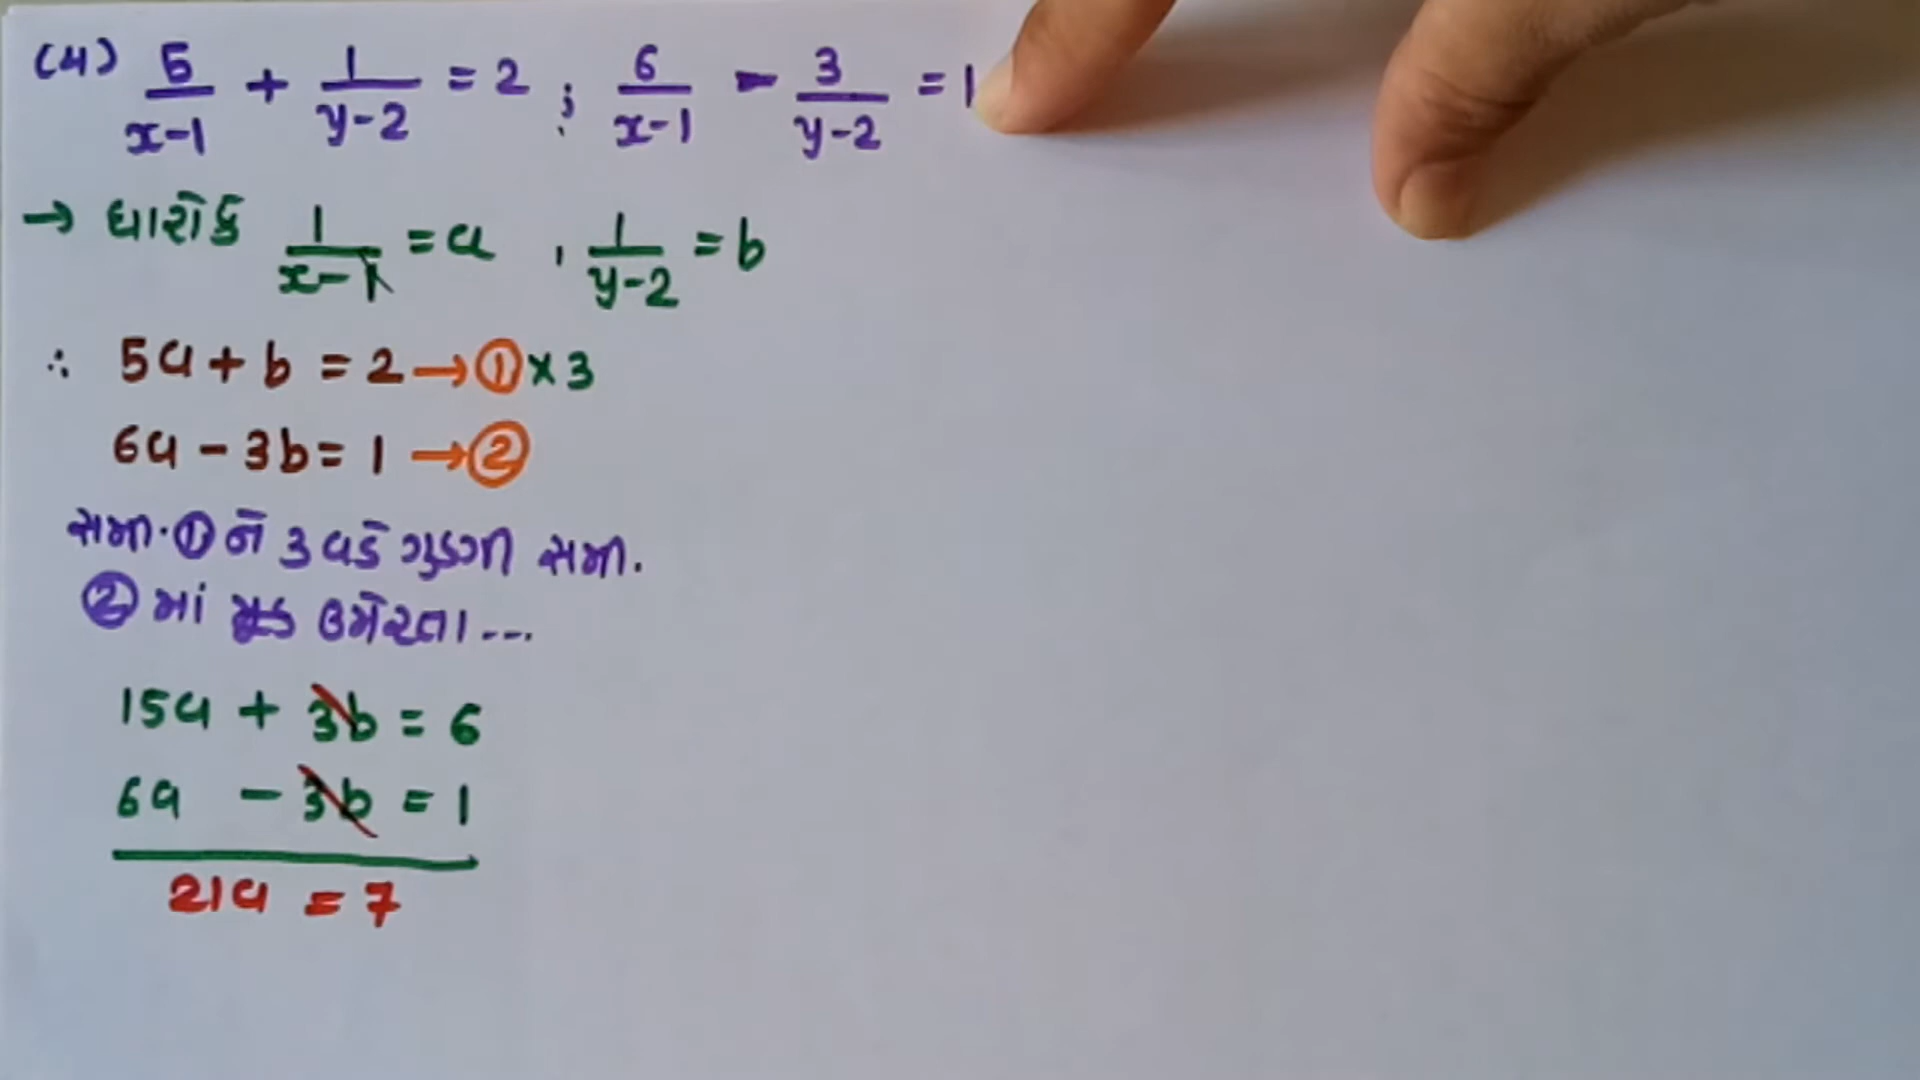 (૫) 5/(x-1) + 1/(y-2) = 2 ; 6/(x-1) - 3/(y-2) = 1
→ ધારોકે 1/(x-1) = a , 1/(y-2) = b
∴ 5a + b = 2 → ① × 3
6a - 3b = 1 → ②
સમી. ① ને 3 વડે ગુણી સમી.
② માં ઉમેરતા ...
15a + 3b = 6
6a - 3b = 1
21a = 7